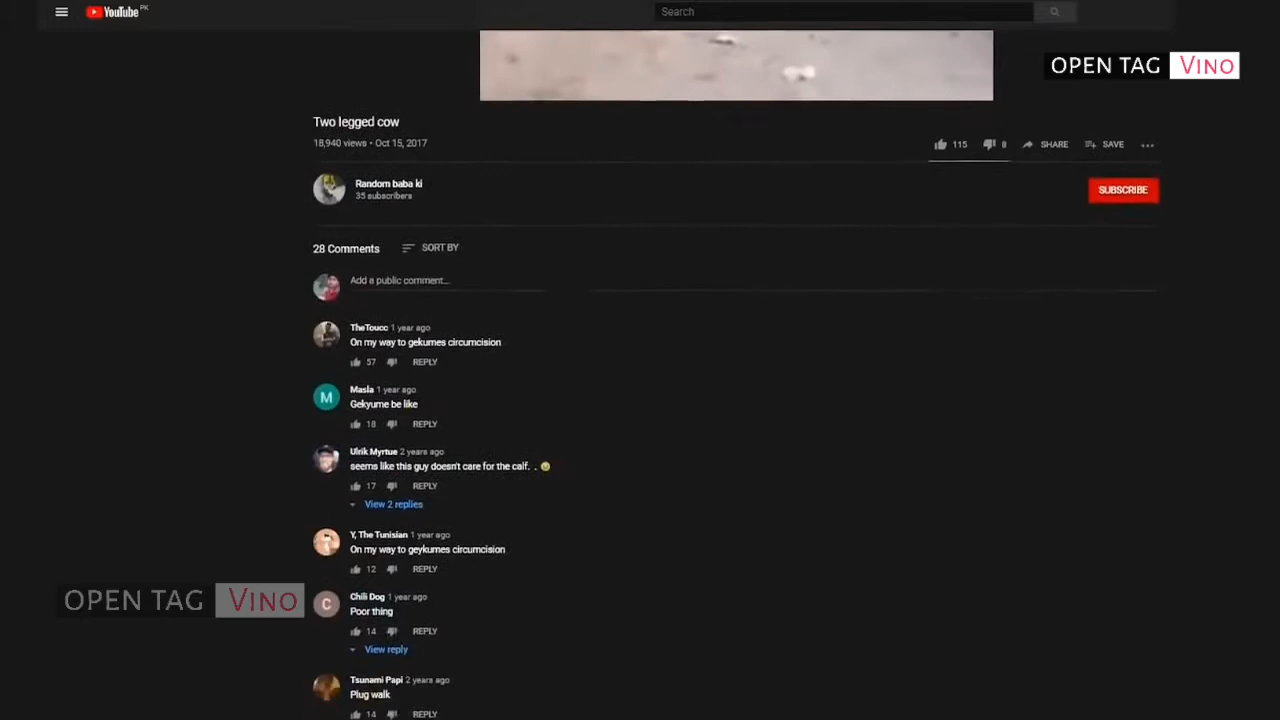 YouTube PK
Search
OPEN TAG Vino
Two legged cow
18,940 views • Oct 15, 2017
115 8 SHARE SAVE
Random baba ki
35 subscribers
SUBSCRIBE
28 Comments SORT BY
Add a public comment...
TheToucc 1 year ago
On my way to gekumes circumcision
57 REPLY
M
Masla 1 year ago
Gekyume be like
18 REPLY
Ulrik Myrtue 2 years ago
seems like this guy doesn't care for the calf. .
17 REPLY
View 2 replies
Y, The Tunisian 1 year ago
On my way to geykumes circumcision
12 REPLY
OPEN TAG Vino
C
Chili Dog 1 year ago
Poor thing
14 REPLY
View reply
Tsunami Papi 2 years ago
Plug walk
14 REPLY